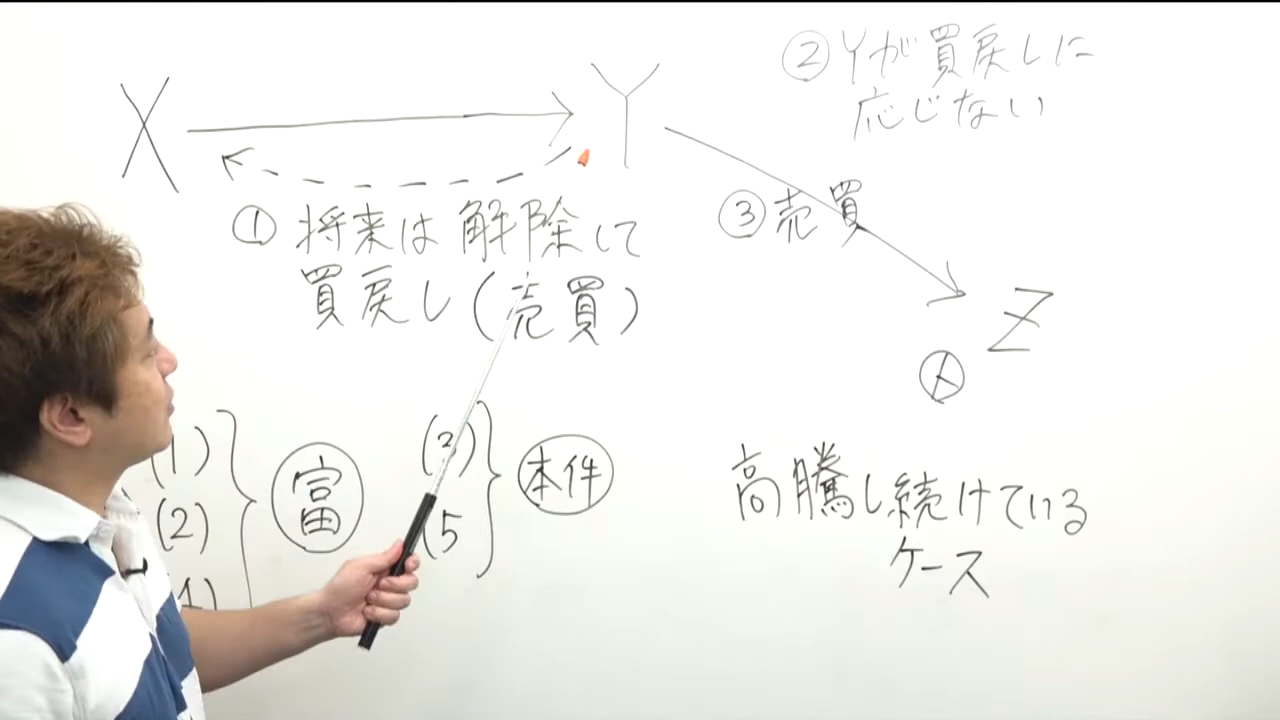 X
Y
② Yが買戻しに
応じない
① 将来は解除して
買戻し(売買)
③ 売買
Z
(1)
(2)
富
本件
高騰し続けている
ケース